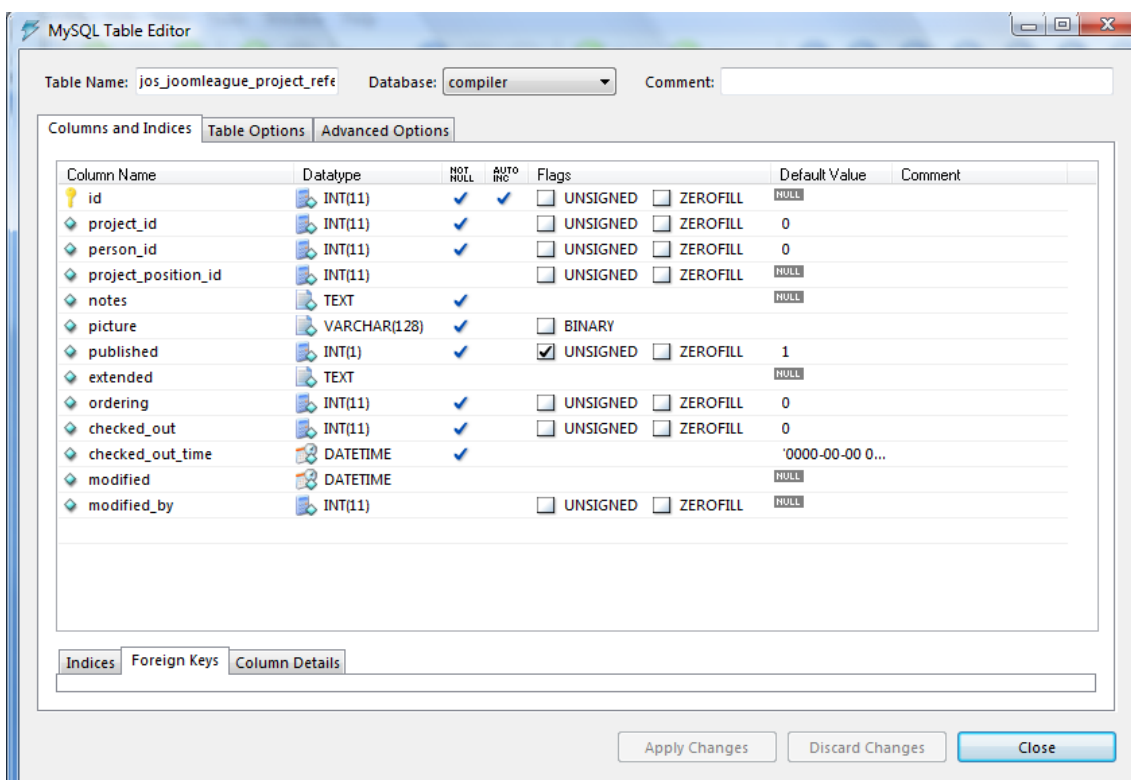 MySQL Table Editor
Table Name: jos_joomleague_project_refe Database: compiler Comment:
Columns and Indices Table Options Advanced Options
Column Name Datatype NOT NULL AUTO INC Flags Default Value Comment
id INT(11) UNSIGNED ZEROFILL NULL
project_id INT(11) UNSIGNED ZEROFILL 0
person_id INT(11) UNSIGNED ZEROFILL 0
project_position_id INT(11) UNSIGNED ZEROFILL NULL
notes TEXT NULL
picture VARCHAR(128) BINARY
published INT(1) UNSIGNED ZEROFILL 1
extended TEXT NULL
ordering INT(11) UNSIGNED ZEROFILL 0
checked_out INT(11) UNSIGNED ZEROFILL 0
checked_out_time DATETIME '0000-00-00 0...
modified DATETIME NULL
modified_by INT(11) UNSIGNED ZEROFILL NULL
Indices Foreign Keys Column Details
Apply Changes Discard Changes Close